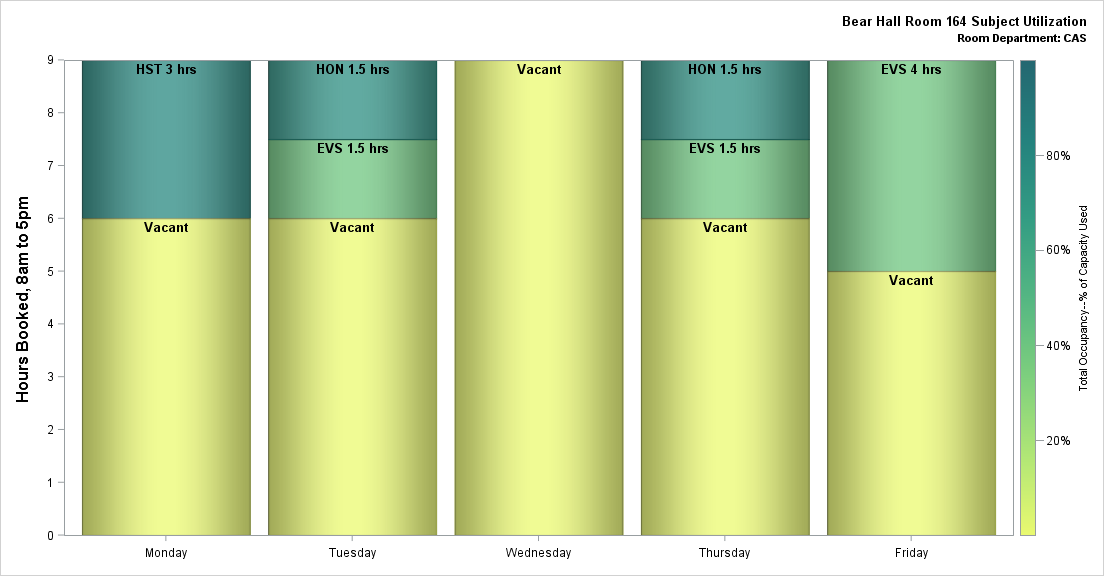 Bear Hall Room 164 Subject Utilization
Room Department: CAS
Hours Booked, 8am to 5pm
9
8
7
6
5
4
3
2
1
0
HST 3 hrs
Vacant
HON 1.5 hrs
EVS 1.5 hrs
Vacant
Vacant
HON 1.5 hrs
EVS 1.5 hrs
Vacant
EVS 4 hrs
Vacant
Monday
Tuesday
Wednesday
Thursday
Friday
80%
60%
40%
20%
Total Occupancy--% of Capacity Used